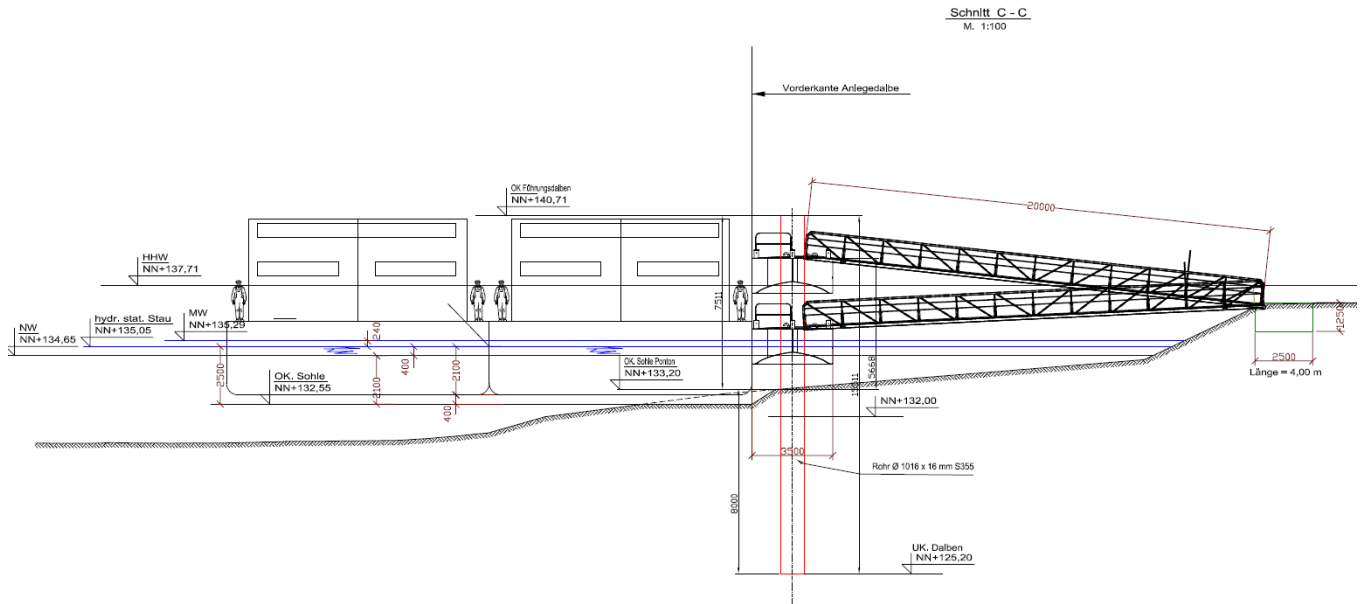 Schnitt C - C
M. 1:100
Vorderkante Anlegedalbe
OK Führungsdalben
NN+140,71
20000
HHW
NN+137,71
7511
hydr. stat. Stau
NN+135,05
MW
NN+135,29
240
NW
NN+134,65
1250
2500
Länge = 4,00 m
5668
2500
400
2100
2100
OK. Sohle Ponton
NN+133,20
OK. Sohle
NN+132,55
400
NN+132,00
3500
Rohr Ø 1016 x 16 mm S355
8000
UK. Dalben
NN+125,20